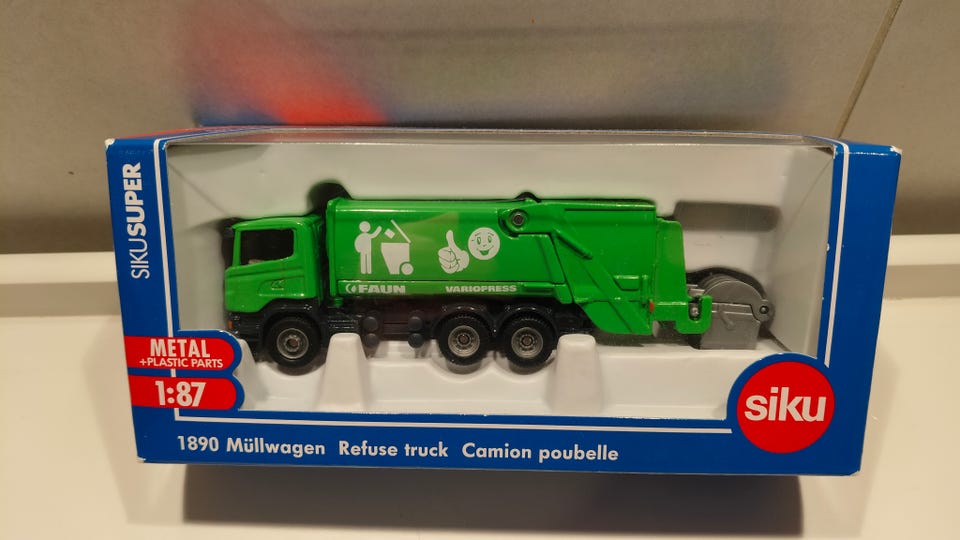 SIKUSUPER
FAUN VARIOPRESS
METAL
+PLASTIC PARTS
1:87
siku
1890 Müllwagen Refuse truck Camion poubelle